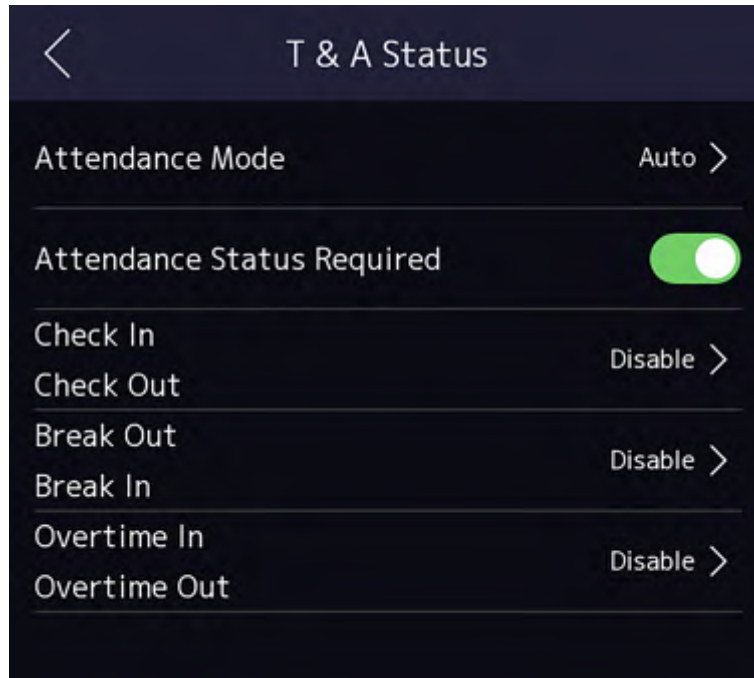 T & A Status
Attendance Mode
Auto
Attendance Status Required
Check In
Check Out
Disable
Break Out
Break In
Disable
Overtime In
Overtime Out
Disable